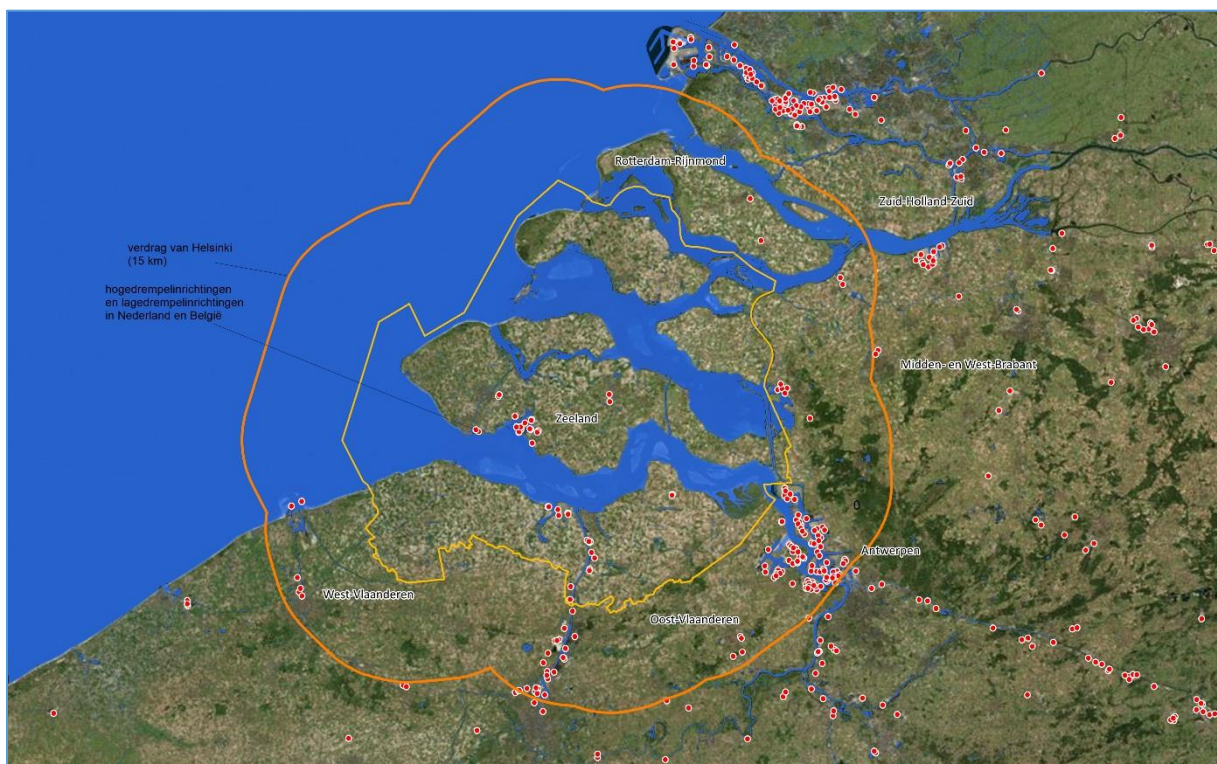 Rotterdam-Rijnmond
Zuid-Holland-Zuid
verdrag van Helsinki
(15 km)
hogedrempelinrichtingen
en lagedrempelinrichtingen
in Nederland en België
Midden- en West-Brabant
Zeeland
0
Antwerpen
West-Vlaanderen
Oost-Vlaanderen